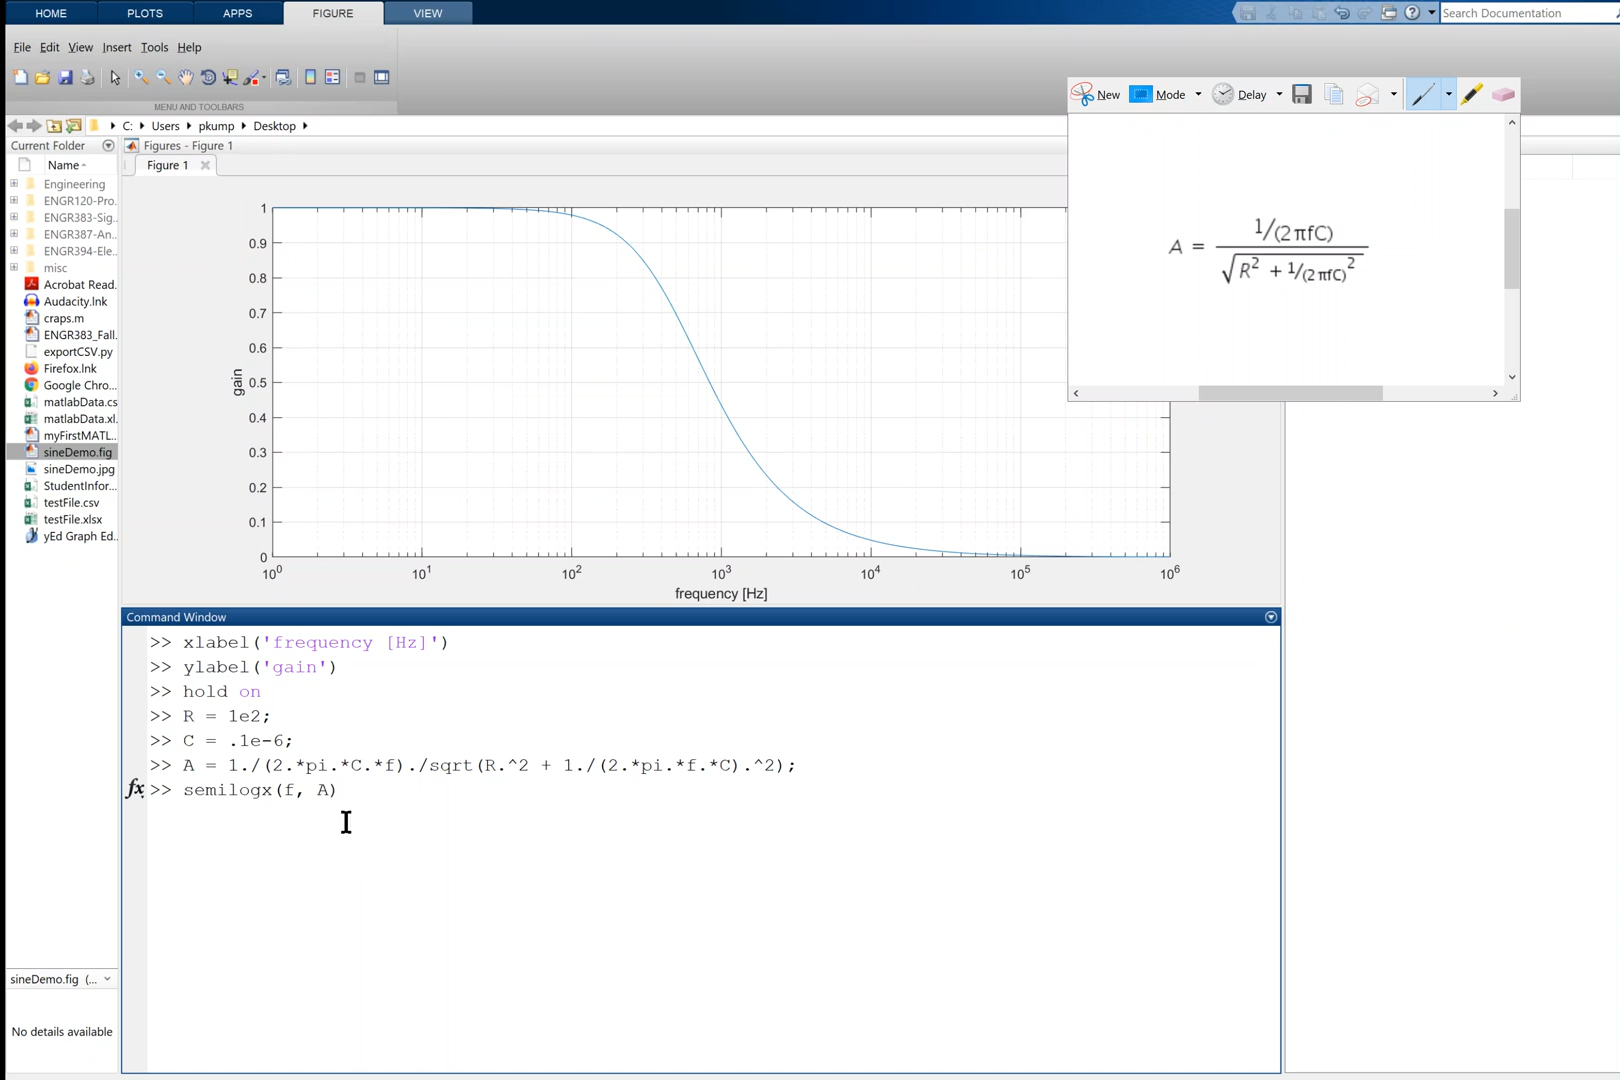 HOME PLOTS APPS FIGURE VIEW
Search Documentation
File Edit View Insert Tools Help
MENU AND TOOLBARS
New Mode Delay
C: Users pkump Desktop
Current Folder
Name
Engineering
ENGR120-Pro...
ENGR383-Sig...
ENGR387-An...
ENGR394-Ele...
misc
Acrobat Read...
Audacity.lnk
craps.m
ENGR383_Fall...
exportCSV.py
Firefox.lnk
Google Chro...
matlabData.cs
matlabData.xl...
myFirstMATL...
sineDemo.fig
sineDemo.jpg
StudentInfor...
testFile.csv
testFile.xlsx
yEd Graph Ed...
sineDemo.fig (...
No details available
Figures - Figure 1
Figure 1
1
0.9
0.8
0.7
0.6
0.5
0.4
0.3
0.2
0.1
0
gain
10⁰ 10¹ 10² 10³ 10⁴ 10⁵ 10⁶
frequency [Hz]
A = 1/(2πfC)
√R² + 1/(2πfC)²
Command Window
>> xlabel('frequency [Hz]')
>> ylabel('gain')
>> hold on
>> R = 1e2;
>> C = .1e-6;
>> A = 1./(2.*pi.*C.*f)./sqrt(R.^2 + 1./(2.*pi.*f.*C).^2);
fx >> semilogx(f, A)